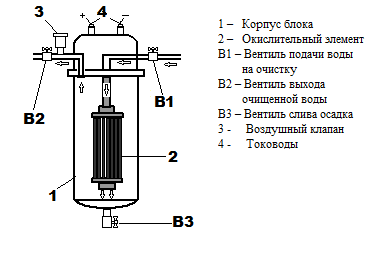 3
4
+
−
В2
В1
2
1
В3
1 – Корпус блока
2 – Окислительный элемент
В1 – Вентиль подачи воды
на очистку
В2 – Вентиль выхода
очищенной воды
В3 – Вентиль слива осадка
3 - Воздушный клапан
4 - Тоководы